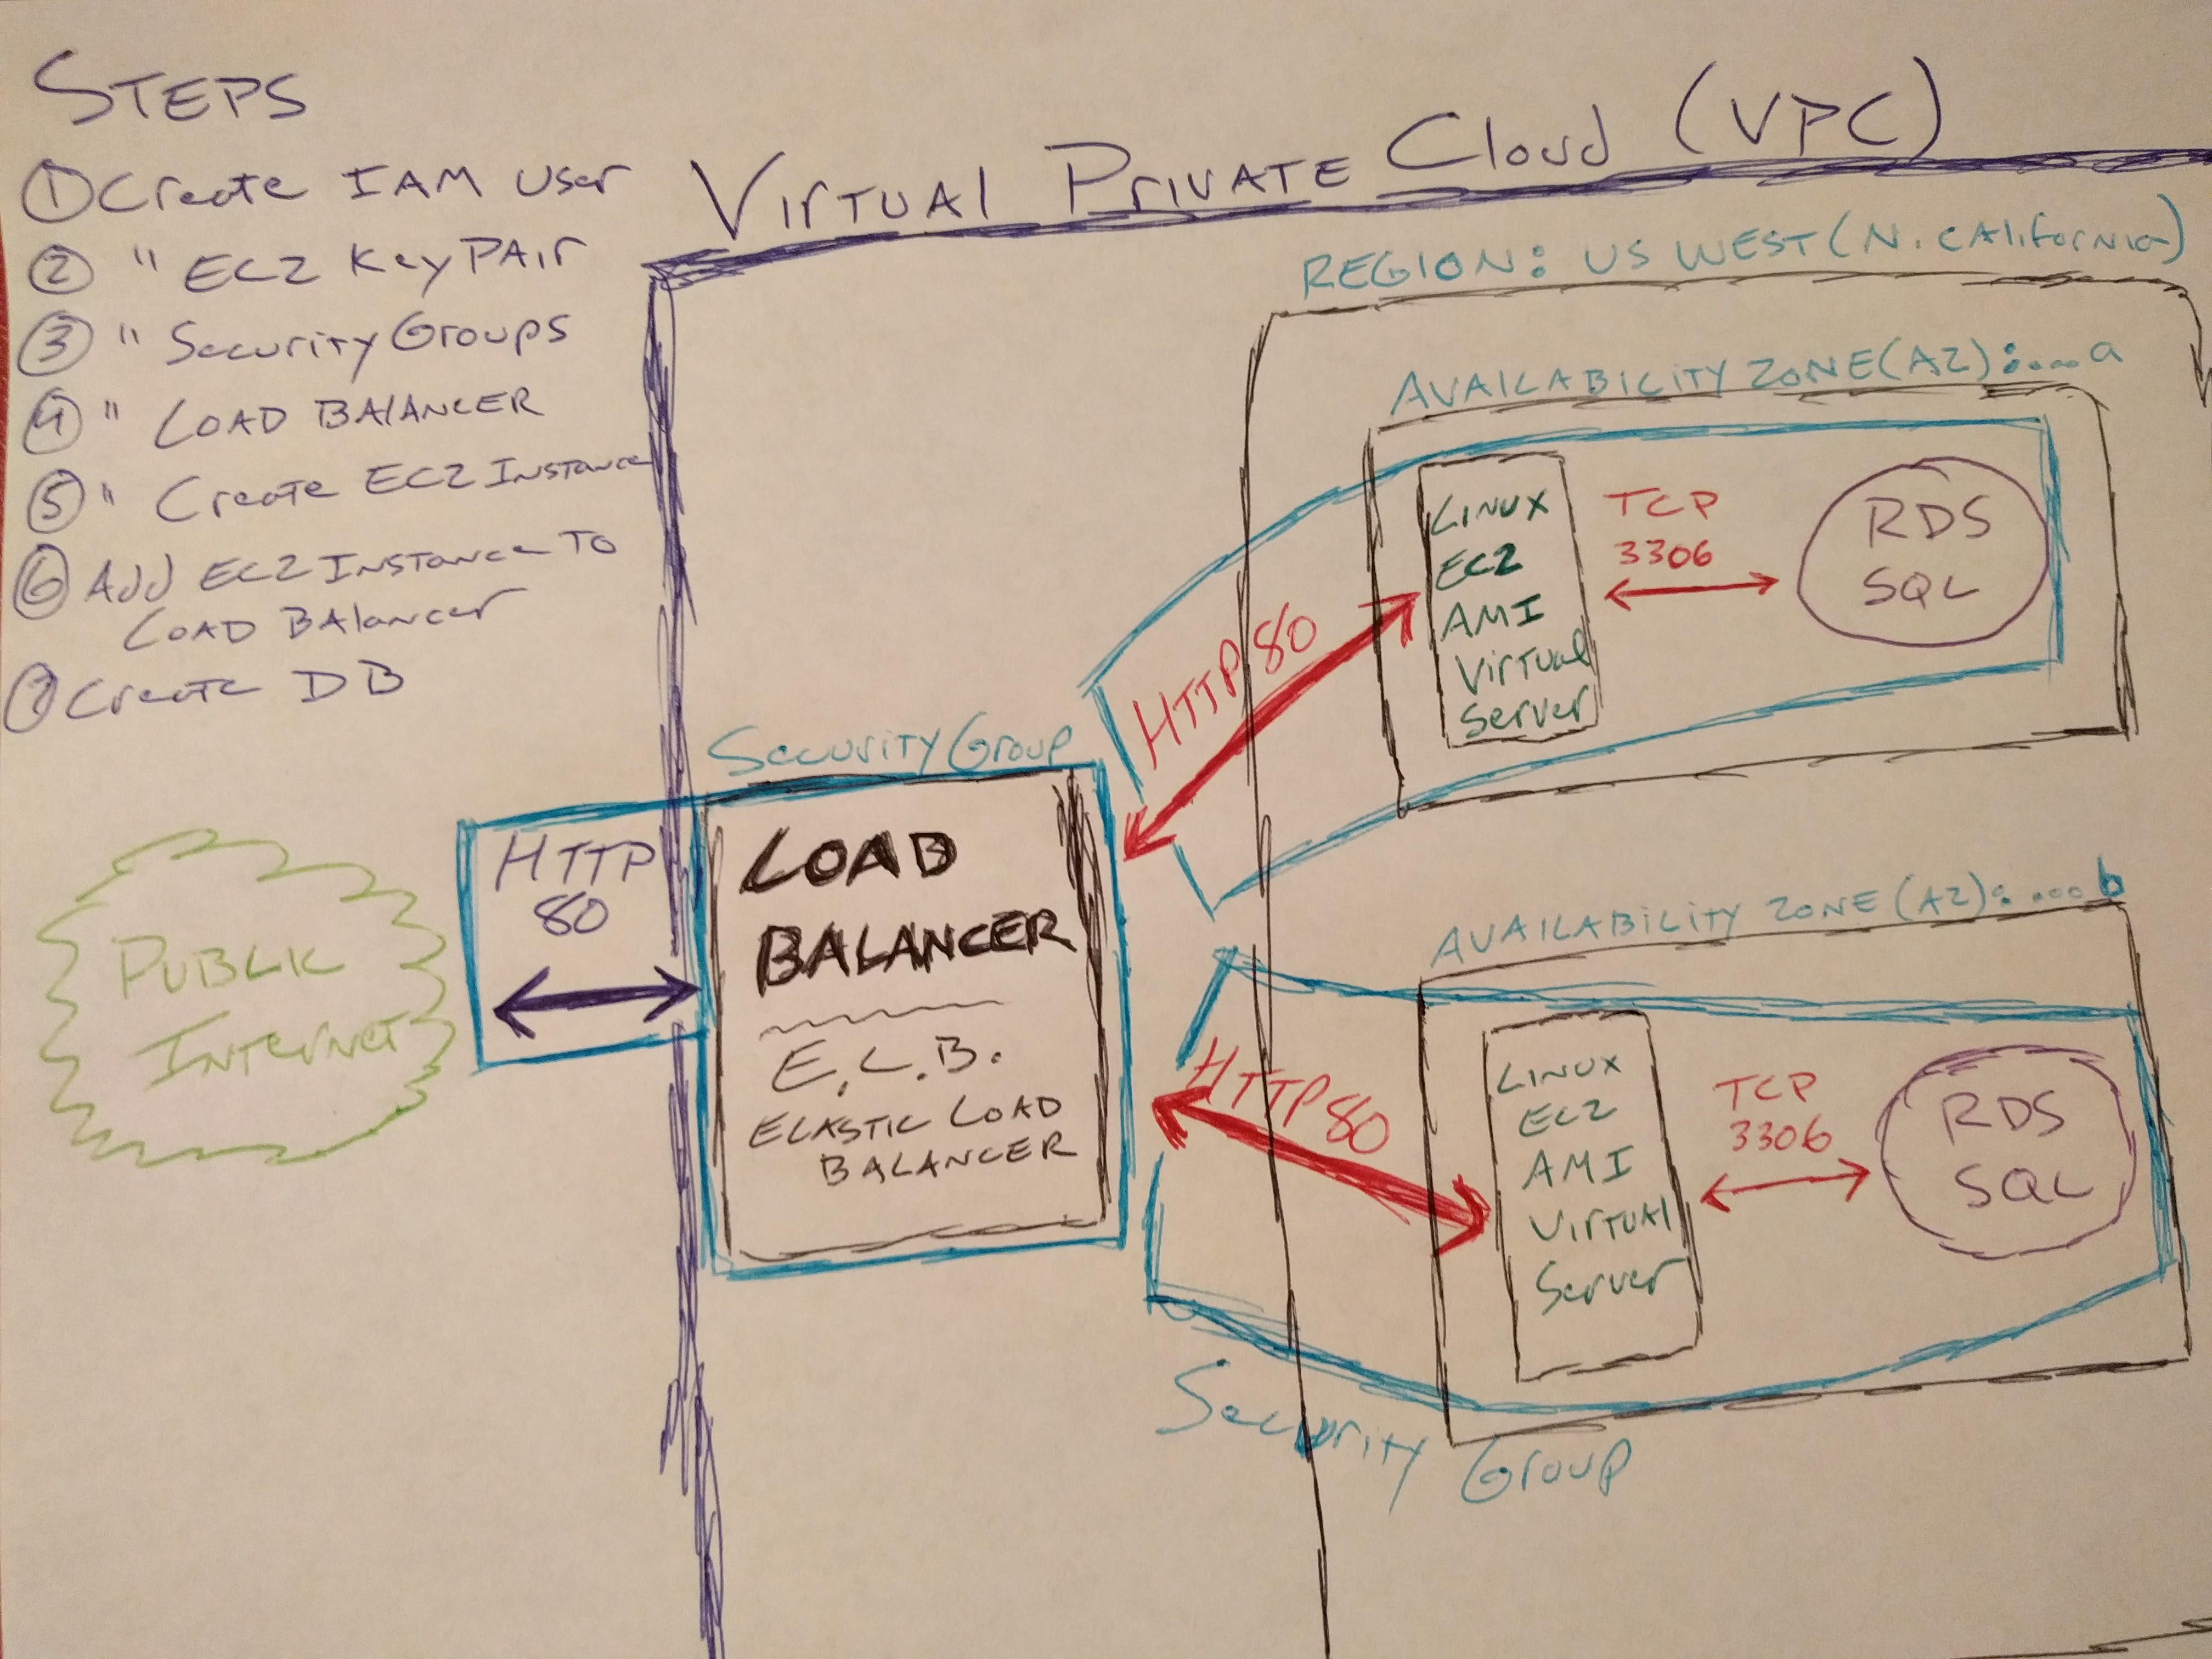 STEPS
① Create IAM User
② " EC2 Key PAir
③ " Security Groups
④ " LOAD BALANCER
⑤ " Create EC2 Instance
⑥ Add EC2 Instance To
LOAD BAlancer
⑦ Create DB
VirTUAL PRIVATE Cloud (VPC)
REGION: US WEST (N. CAliforniA)
AVAILABILITY ZONE (AZ):....a
LINUX
EC2
AMI
VirTual
Server
TCP
3306
RDS
SQL
HTTP 80
Security Group
HTTP
80
PUBLIC
INTerNeT
LOAD
BALANCER
E.L.B.
ELASTIC LOAD
BALANCER
AVAILABILITY ZONE (AZ):....b
HTTP 80
LINUX
EC2
AMI
VirTUAl
Server
TCP
3306
RDS
SQL
Security Group